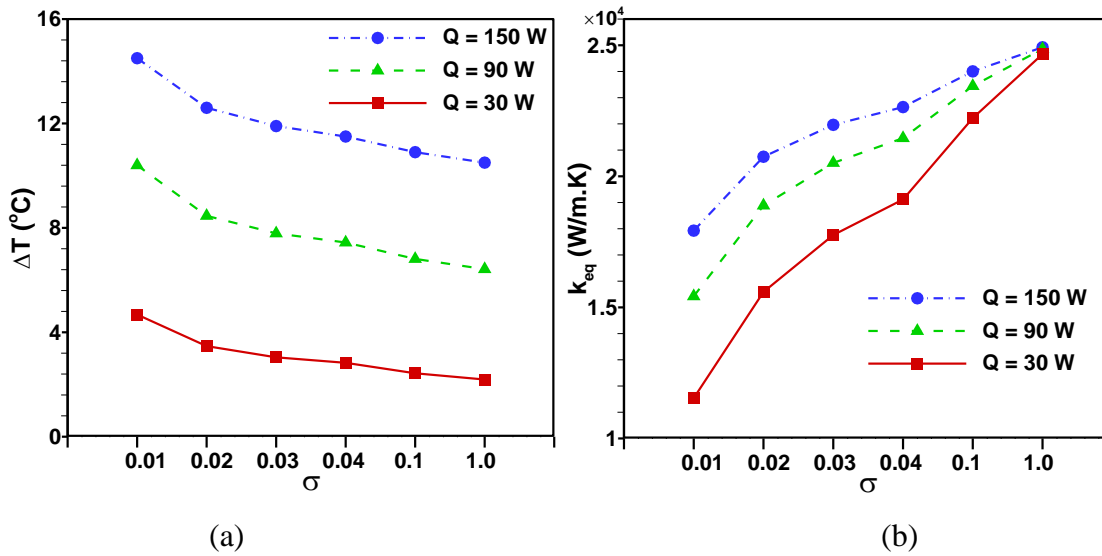 16
12
8
4
0
ΔT (°C)
Q = 150 W
Q = 90 W
Q = 30 W
0.01 0.02 0.03 0.04 0.1 1.0
σ
(a)
×10⁴
2.5
2
1.5
1
k_eq (W/m.K)
Q = 150 W
Q = 90 W
Q = 30 W
0.01 0.02 0.03 0.04 0.1 1.0
σ
(b)